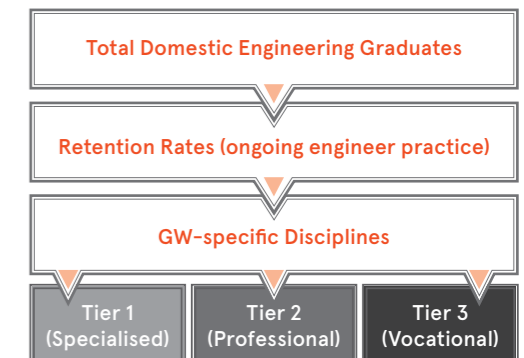 Total Domestic Engineering Graduates
Retention Rates (ongoing engineer practice)
GW-specific Disciplines
Tier 1
(Specialised)
Tier 2
(Professional)
Tier 3
(Vocational)